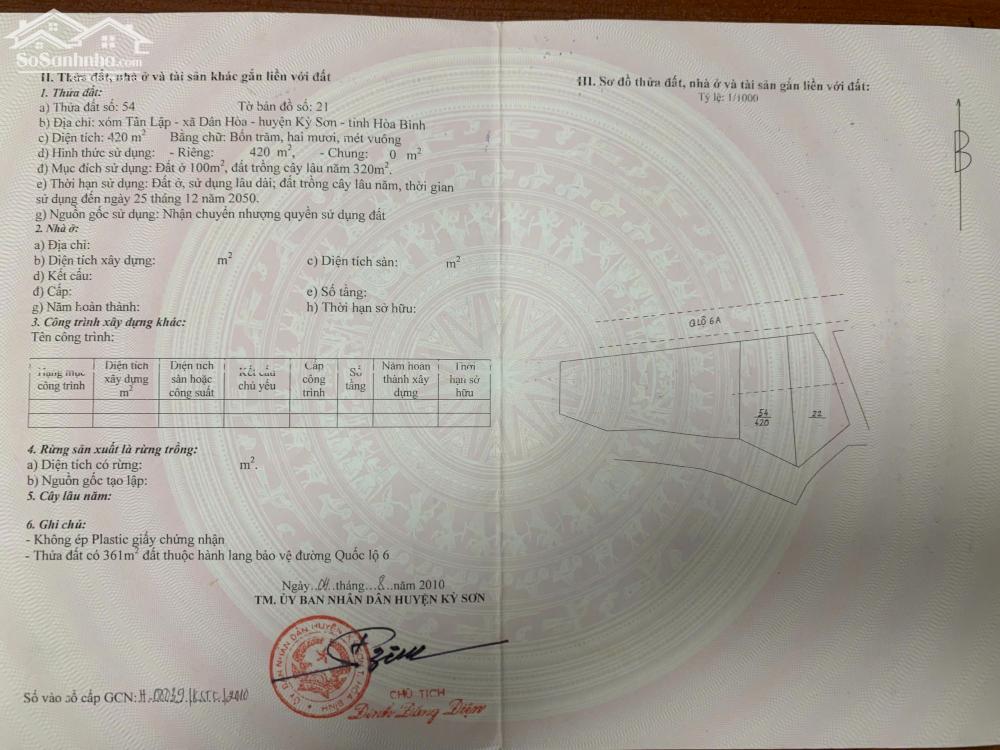 SoSanhnha.com
II. Thửa đất, nhà ở và tài sản khác gắn liền với đất
1. Thửa đất:
a) Thửa đất số: 54 Tờ bản đồ số: 21
b) Địa chỉ: xóm Tân Lập - xã Dân Hòa - huyện Kỳ Sơn - tỉnh Hòa Bình
c) Diện tích: 420 m² Bằng chữ: Bốn trăm, hai mươi, mét vuông
d) Hình thức sử dụng: - Riêng: 420 m², - Chung: 0 m²
đ) Mục đích sử dụng: Đất ở 100m², đất trồng cây lâu năm 320m².
e) Thời hạn sử dụng: Đất ở, sử dụng lâu dài; đất trồng cây lâu năm, thời gian
sử dụng đến ngày 25 tháng 12 năm 2050.
g) Nguồn gốc sử dụng: Nhận chuyển nhượng quyền sử dụng đất
2. Nhà ở:
a) Địa chỉ:
b) Diện tích xây dựng: m² c) Diện tích sàn: m²
d) Kết cấu:
đ) Cấp: e) Số tầng:
g) Năm hoàn thành: h) Thời hạn sở hữu:
3. Công trình xây dựng khác:
Tên công trình:
Hạng mục công trình
Diện tích xây dựng m²
Diện tích sàn hoặc công suất
Kết cấu chủ yếu
Cấp công trình
Số tầng
Năm hoàn thành xây dựng
Thời hạn sở hữu
4. Rừng sản xuất là rừng trồng:
a) Diện tích có rừng: m².
b) Nguồn gốc tạo lập:
5. Cây lâu năm:
6. Ghi chú:
- Không ép Plastic giấy chứng nhận
- Thửa đất có 361m² đất thuộc hành lang bảo vệ đường Quốc lộ 6
Ngày..04..tháng...8..năm 2010
TM. ỦY BAN NHÂN DÂN HUYỆN KỲ SƠN
CHỦ TỊCH
Đinh Đăng Điện
Số vào sổ cấp GCN:
III. Sơ đồ thửa đất, nhà ở và tài sản gắn liền với đất:
Tỷ lệ: 1/1000
B
QLỘ 6A
54
420
22